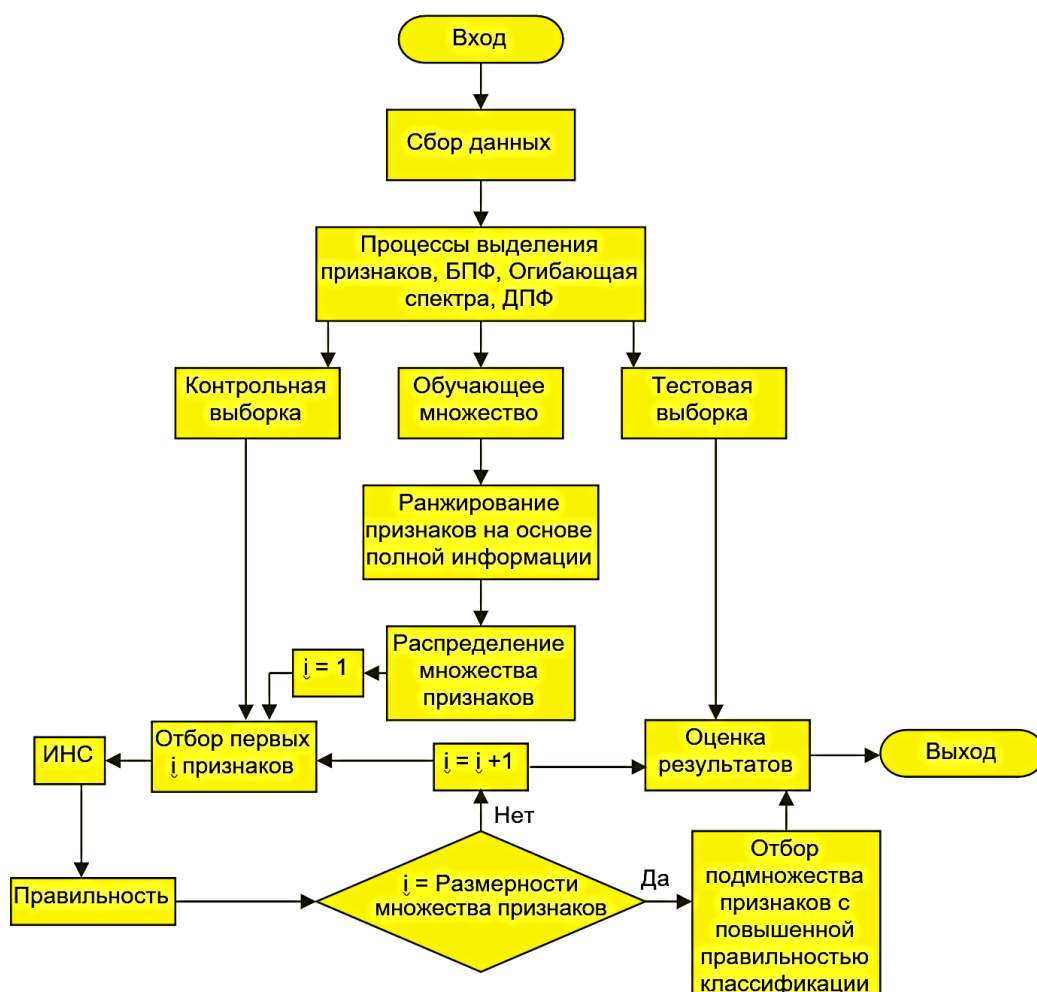 Вход
Сбор данных
Процессы выделения
признаков, БПФ, Огибающая
спектра, ДПФ
Контрольная
выборка
Обучающее
множество
Тестовая
выборка
Ранжирование
признаков на основе
полной информации
Распределение
множества
признаков
i = 1
ИНС
Отбор первых
i признаков
i = i +1
Оценка
результатов
Выход
Нет
Правильность
i = Размерности
множества признаков
Да
Отбор
подмножества
признаков с
повышенной
правильностью
классификации